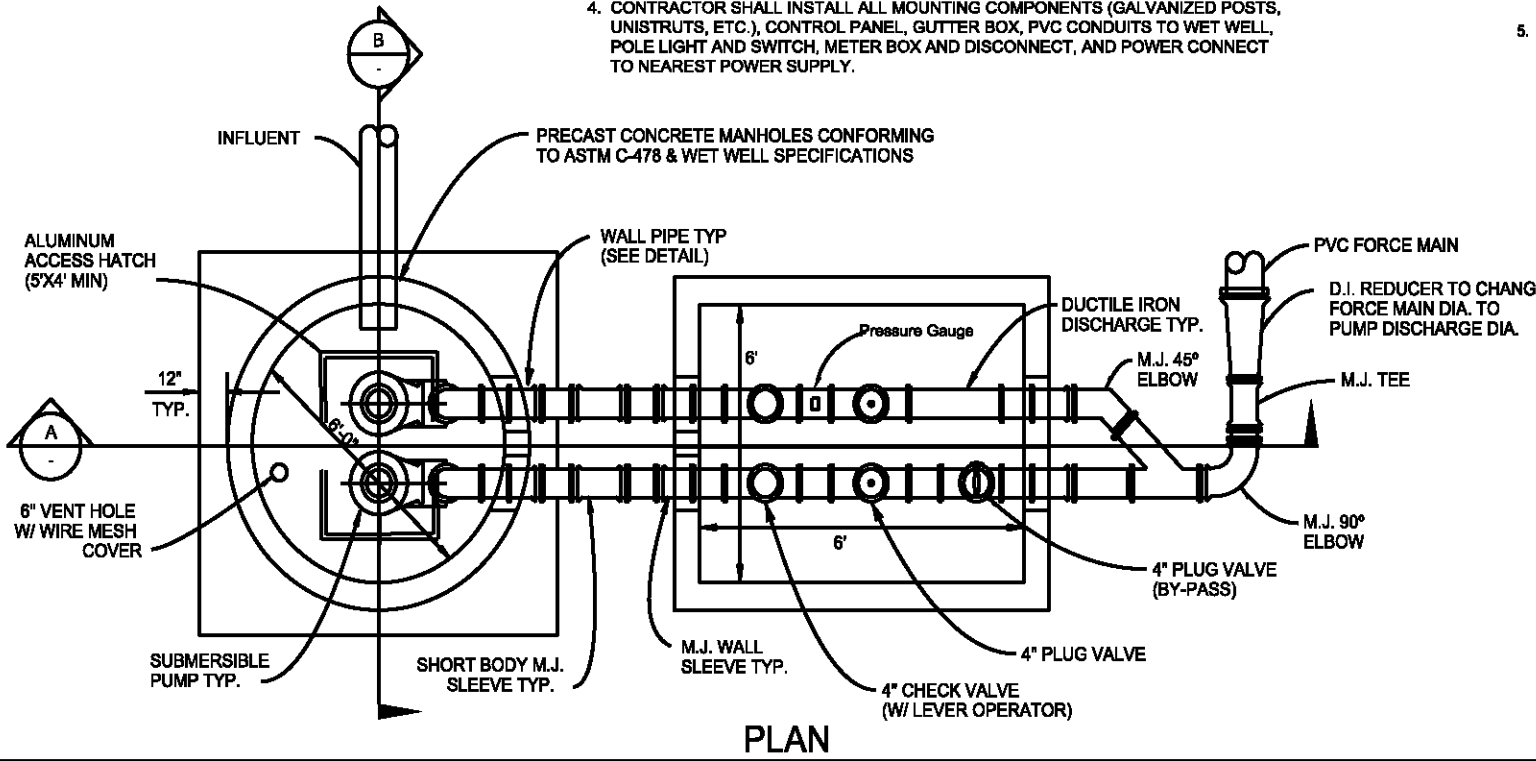 4. CONTRACTOR SHALL INSTALL ALL MOUNTING COMPONENTS (GALVANIZED POSTS,
UNISTRUTS, ETC.), CONTROL PANEL, GUTTER BOX, PVC CONDUITS TO WET WELL,
POLE LIGHT AND SWITCH, METER BOX AND DISCONNECT, AND POWER CONNECT
TO NEAREST POWER SUPPLY.
5.
B
-
INFLUENT
PRECAST CONCRETE MANHOLES CONFORMING
TO ASTM C-478 & WET WELL SPECIFICATIONS
ALUMINUM
ACCESS HATCH
(5'X4' MIN)
WALL PIPE TYP
(SEE DETAIL)
PVC FORCE MAIN
D.I. REDUCER TO CHANG
FORCE MAIN DIA. TO
PUMP DISCHARGE DIA.
DUCTILE IRON
DISCHARGE TYP.
Pressure Gauge
6'
M.J. 45º
ELBOW
M.J. TEE
12"
TYP.
6'-0"
A
-
6" VENT HOLE
W/ WIRE MESH
COVER
6'
M.J. 90º
ELBOW
4" PLUG VALVE
(BY-PASS)
SUBMERSIBLE
PUMP TYP.
SHORT BODY M.J.
SLEEVE TYP.
M.J. WALL
SLEEVE TYP.
4" PLUG VALVE
4" CHECK VALVE
(W/ LEVER OPERATOR)
PLAN